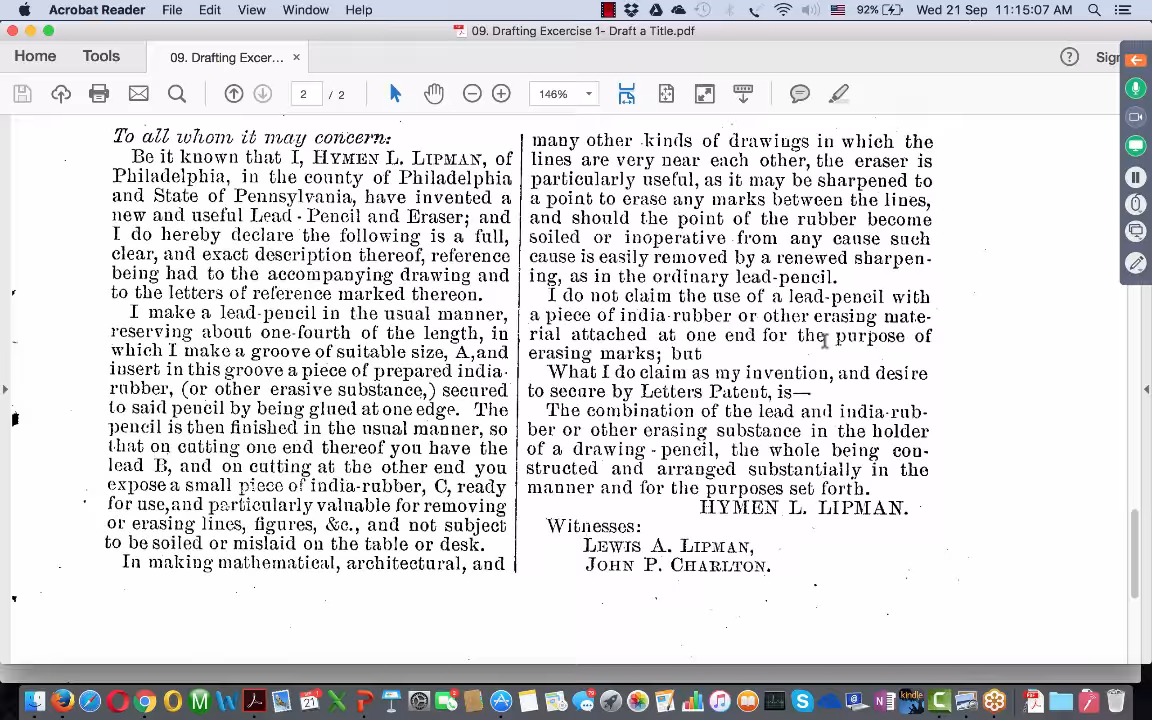 Acrobat Reader File Edit View Window Help 92% Wed 21 Sep 11:15:07 AM
09. Drafting Excercise 1- Draft a Title.pdf
Home Tools 09. Drafting Excer... × Sign
2 / 2 146%
To all whom it may concern:
Be it known that I, HYMEN L. LIPMAN, of
Philadelphia, in the county of Philadelphia
and State of Pennsylvania, have invented a
new and useful Lead-Pencil and Eraser; and
I do hereby declare the following is a full,
clear, and exact description thereof, reference
being had to the accompanying drawing and
to the letters of reference marked thereon.
I make a lead-pencil in the usual manner,
reserving about one-fourth of the length, in
which I make a groove of suitable size, A, and
insert in this groove a piece of prepared india-
rubber, (or other erasive substance,) secured
to said pencil by being glued at one edge. The
pencil is then finished in the usual manner, so
that on cutting one end thereof you have the
lead B, and on cutting at the other end you
expose a small piece of india-rubber, C, ready
for use, and particularly valuable for removing
or erasing lines, figures, &c., and not subject
to be soiled or mislaid on the table or desk.
In making mathematical, architectural, and
many other kinds of drawings in which the
lines are very near each other, the eraser is
particularly useful, as it may be sharpened to
a point to erase any marks between the lines,
and should the point of the rubber become
soiled or inoperative from any cause such
cause is easily removed by a renewed sharpen-
ing, as in the ordinary lead-pencil.
I do not claim the use of a lead-pencil with
a piece of india-rubber or other erasing mate-
rial attached at one end for the purpose of
erasing marks; but
What I do claim as my invention, and desire
to secure by Letters Patent, is—
The combination of the lead and india-rub-
ber or other erasing substance in the holder
of a drawing-pencil, the whole being con-
structed and arranged substantially in the
manner and for the purposes set forth.
HYMEN L. LIPMAN.
Witnesses:
LEWIS A. LIPMAN,
JOHN P. CHARLTON.